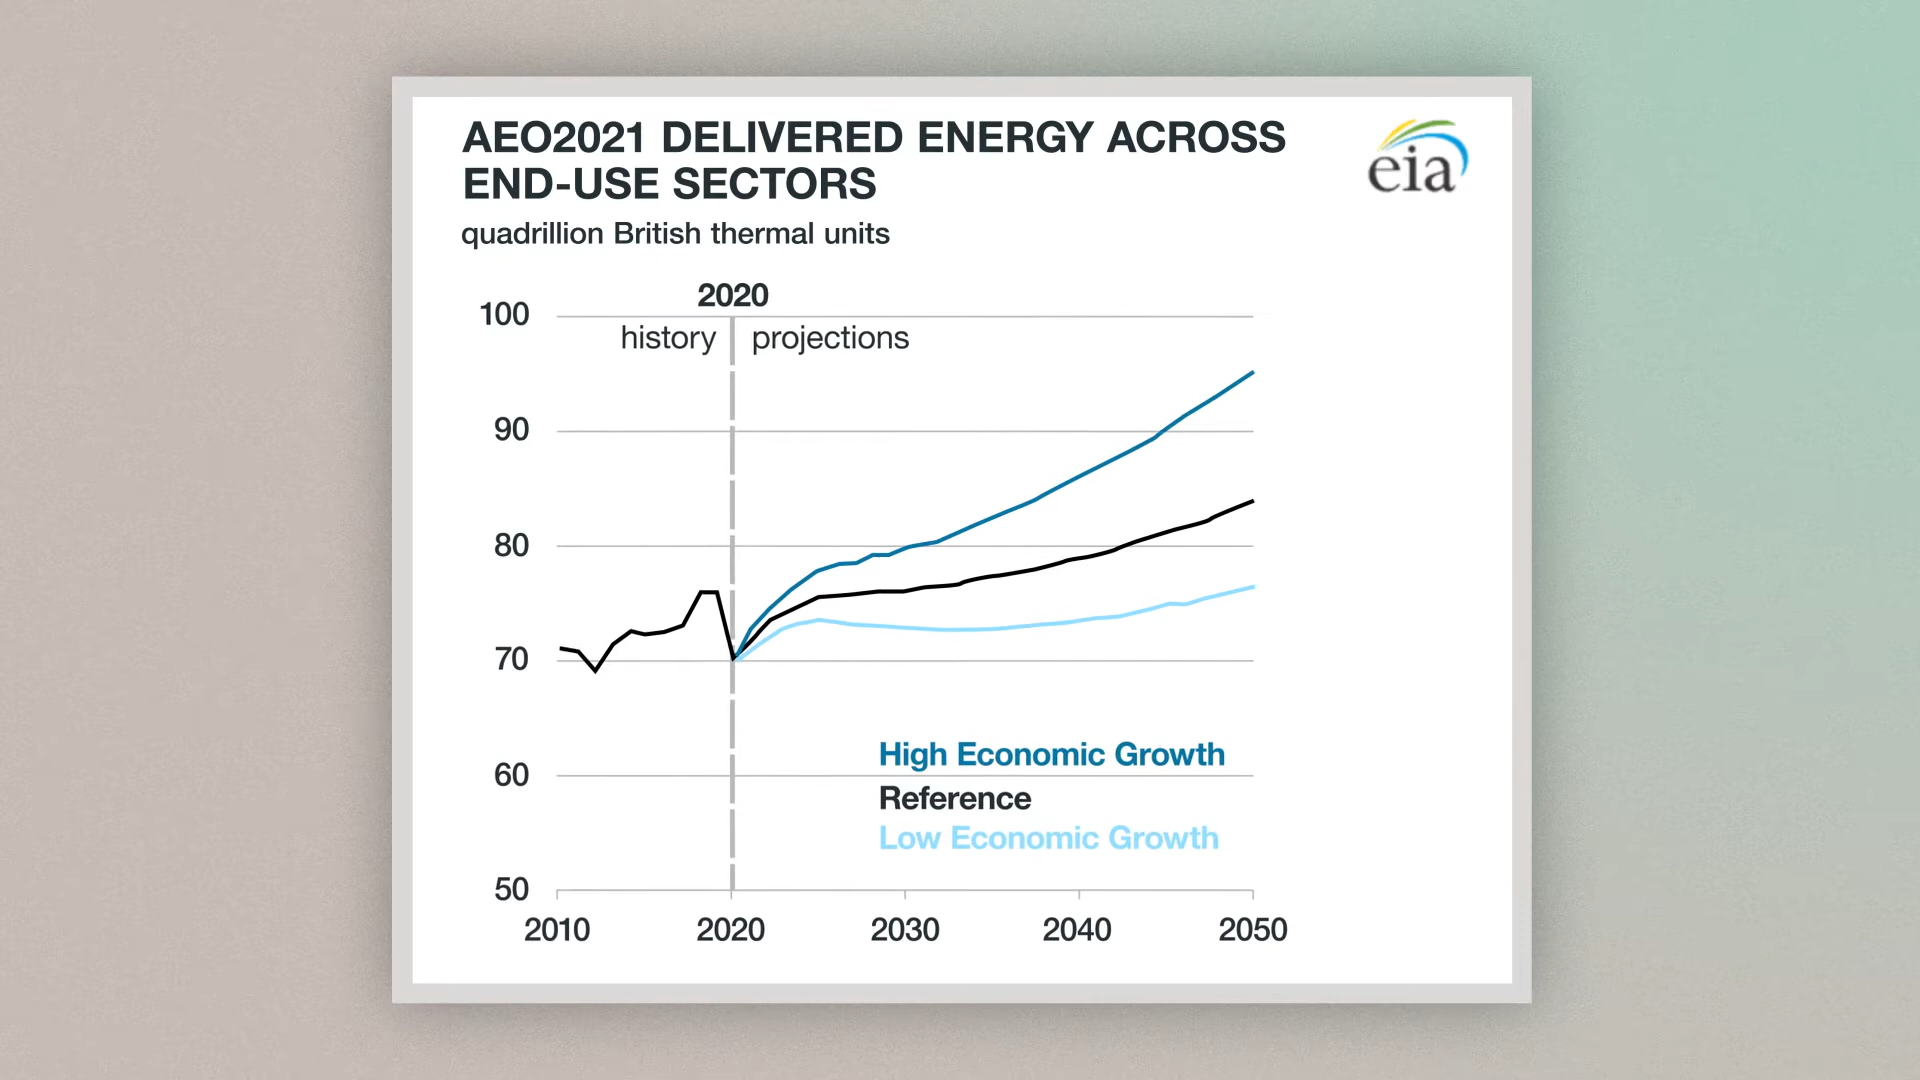 AEO2021 DELIVERED ENERGY ACROSS
END-USE SECTORS
eia
quadrillion British thermal units
2020
100
history projections
90
80
70
High Economic Growth
60
Reference
Low Economic Growth
50
2010 2020 2030 2040 2050